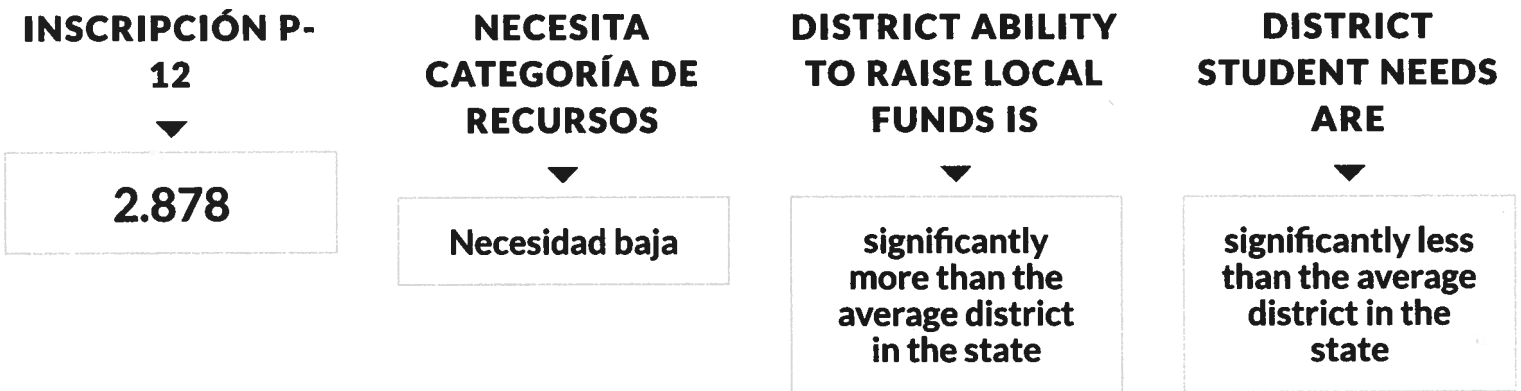 INSCRIPCIÓN P-
12
2.878
NECESITA
CATEGORÍA DE
RECURSOS
Necesidad baja
DISTRICT ABILITY
TO RAISE LOCAL
FUNDS IS
significantly
more than the
average district
in the state
DISTRICT
STUDENT NEEDS
ARE
significantly less
than the average
district in the
state